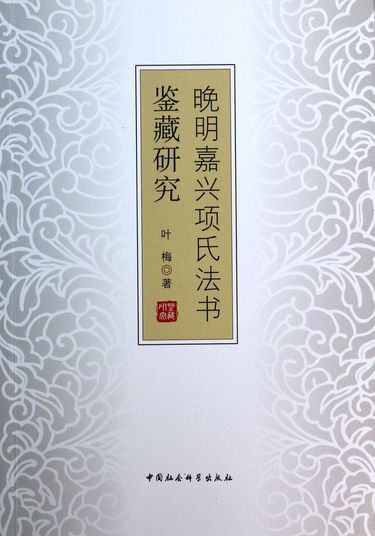 晚明嘉兴项氏法书
鉴藏研究
叶梅◎著
中国社会科学出版社